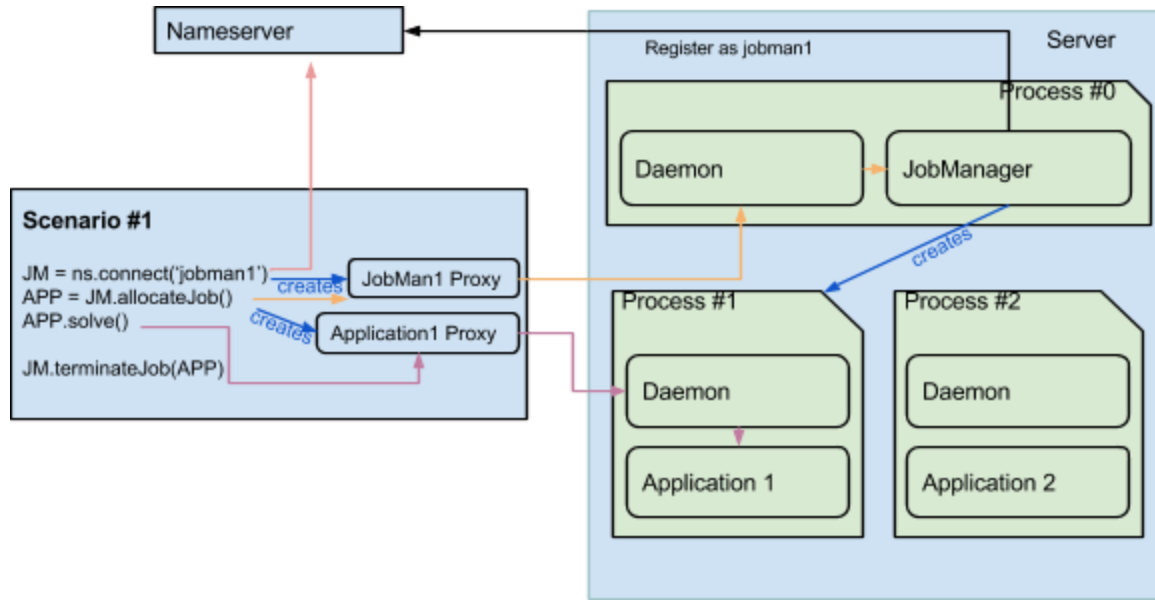 Nameserver
Register as jobman1
Server
Process #0
Daemon
JobManager
Scenario #1
JM = ns.connect(‘jobman1’)
APP = JM.allocateJob()
APP.solve()
JM.terminateJob(APP)
creates
JobMan1 Proxy
creates
Application1 Proxy
creates
Process #1
Daemon
Application 1
Process #2
Daemon
Application 2